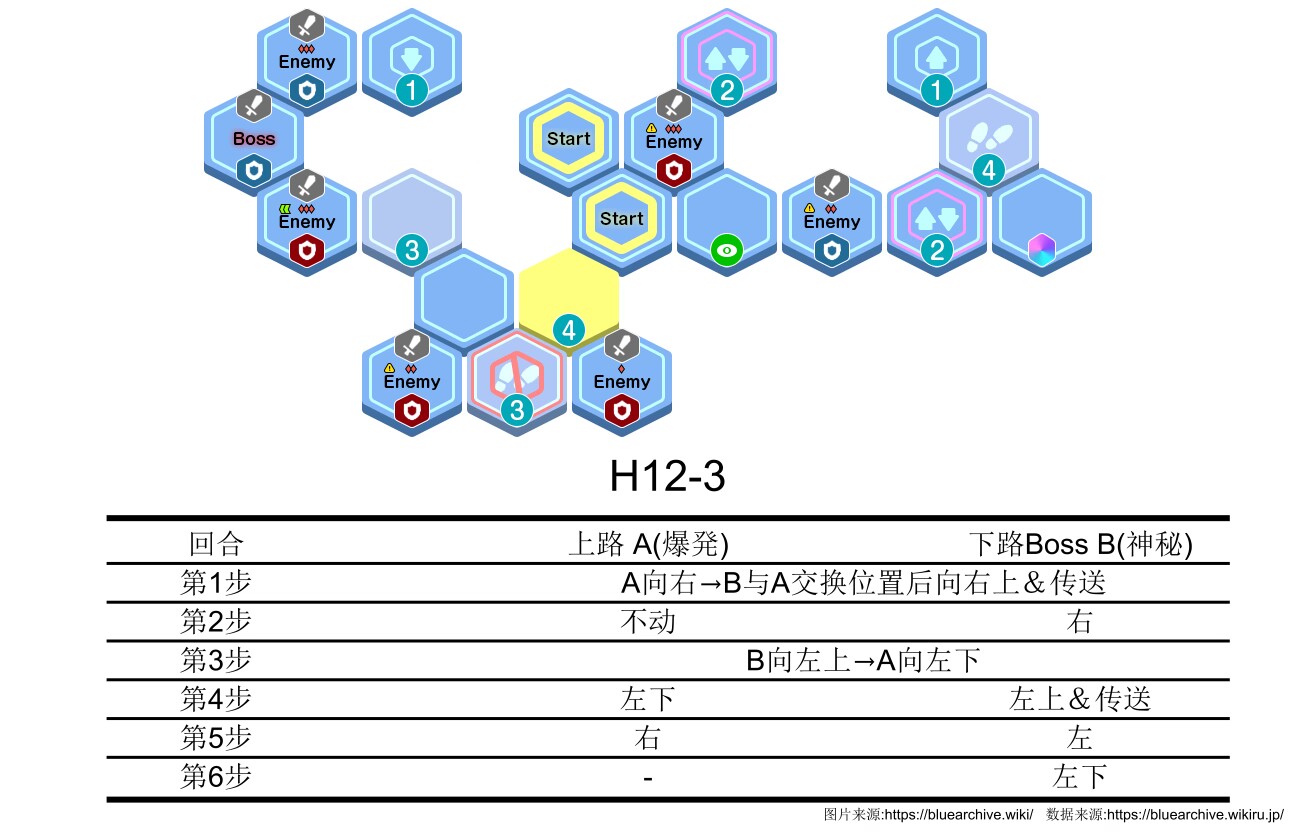 Enemy
1
2
1
Boss
Start
Enemy
4
Enemy
3
Start
Enemy
2
4
Enemy
3
Enemy
H12-3
回合 上路 A(爆発) 下路Boss B(神秘)
第1步 A向右→B与A交换位置后向右上＆传送
第2步 不动 右
第3步 B向左上→A向左下
第4步 左下 左上＆传送
第5步 右 左
第6步 - 左下
图片来源:https://bluearchive.wiki/ 数据来源:https://bluearchive.wikiru.jp/